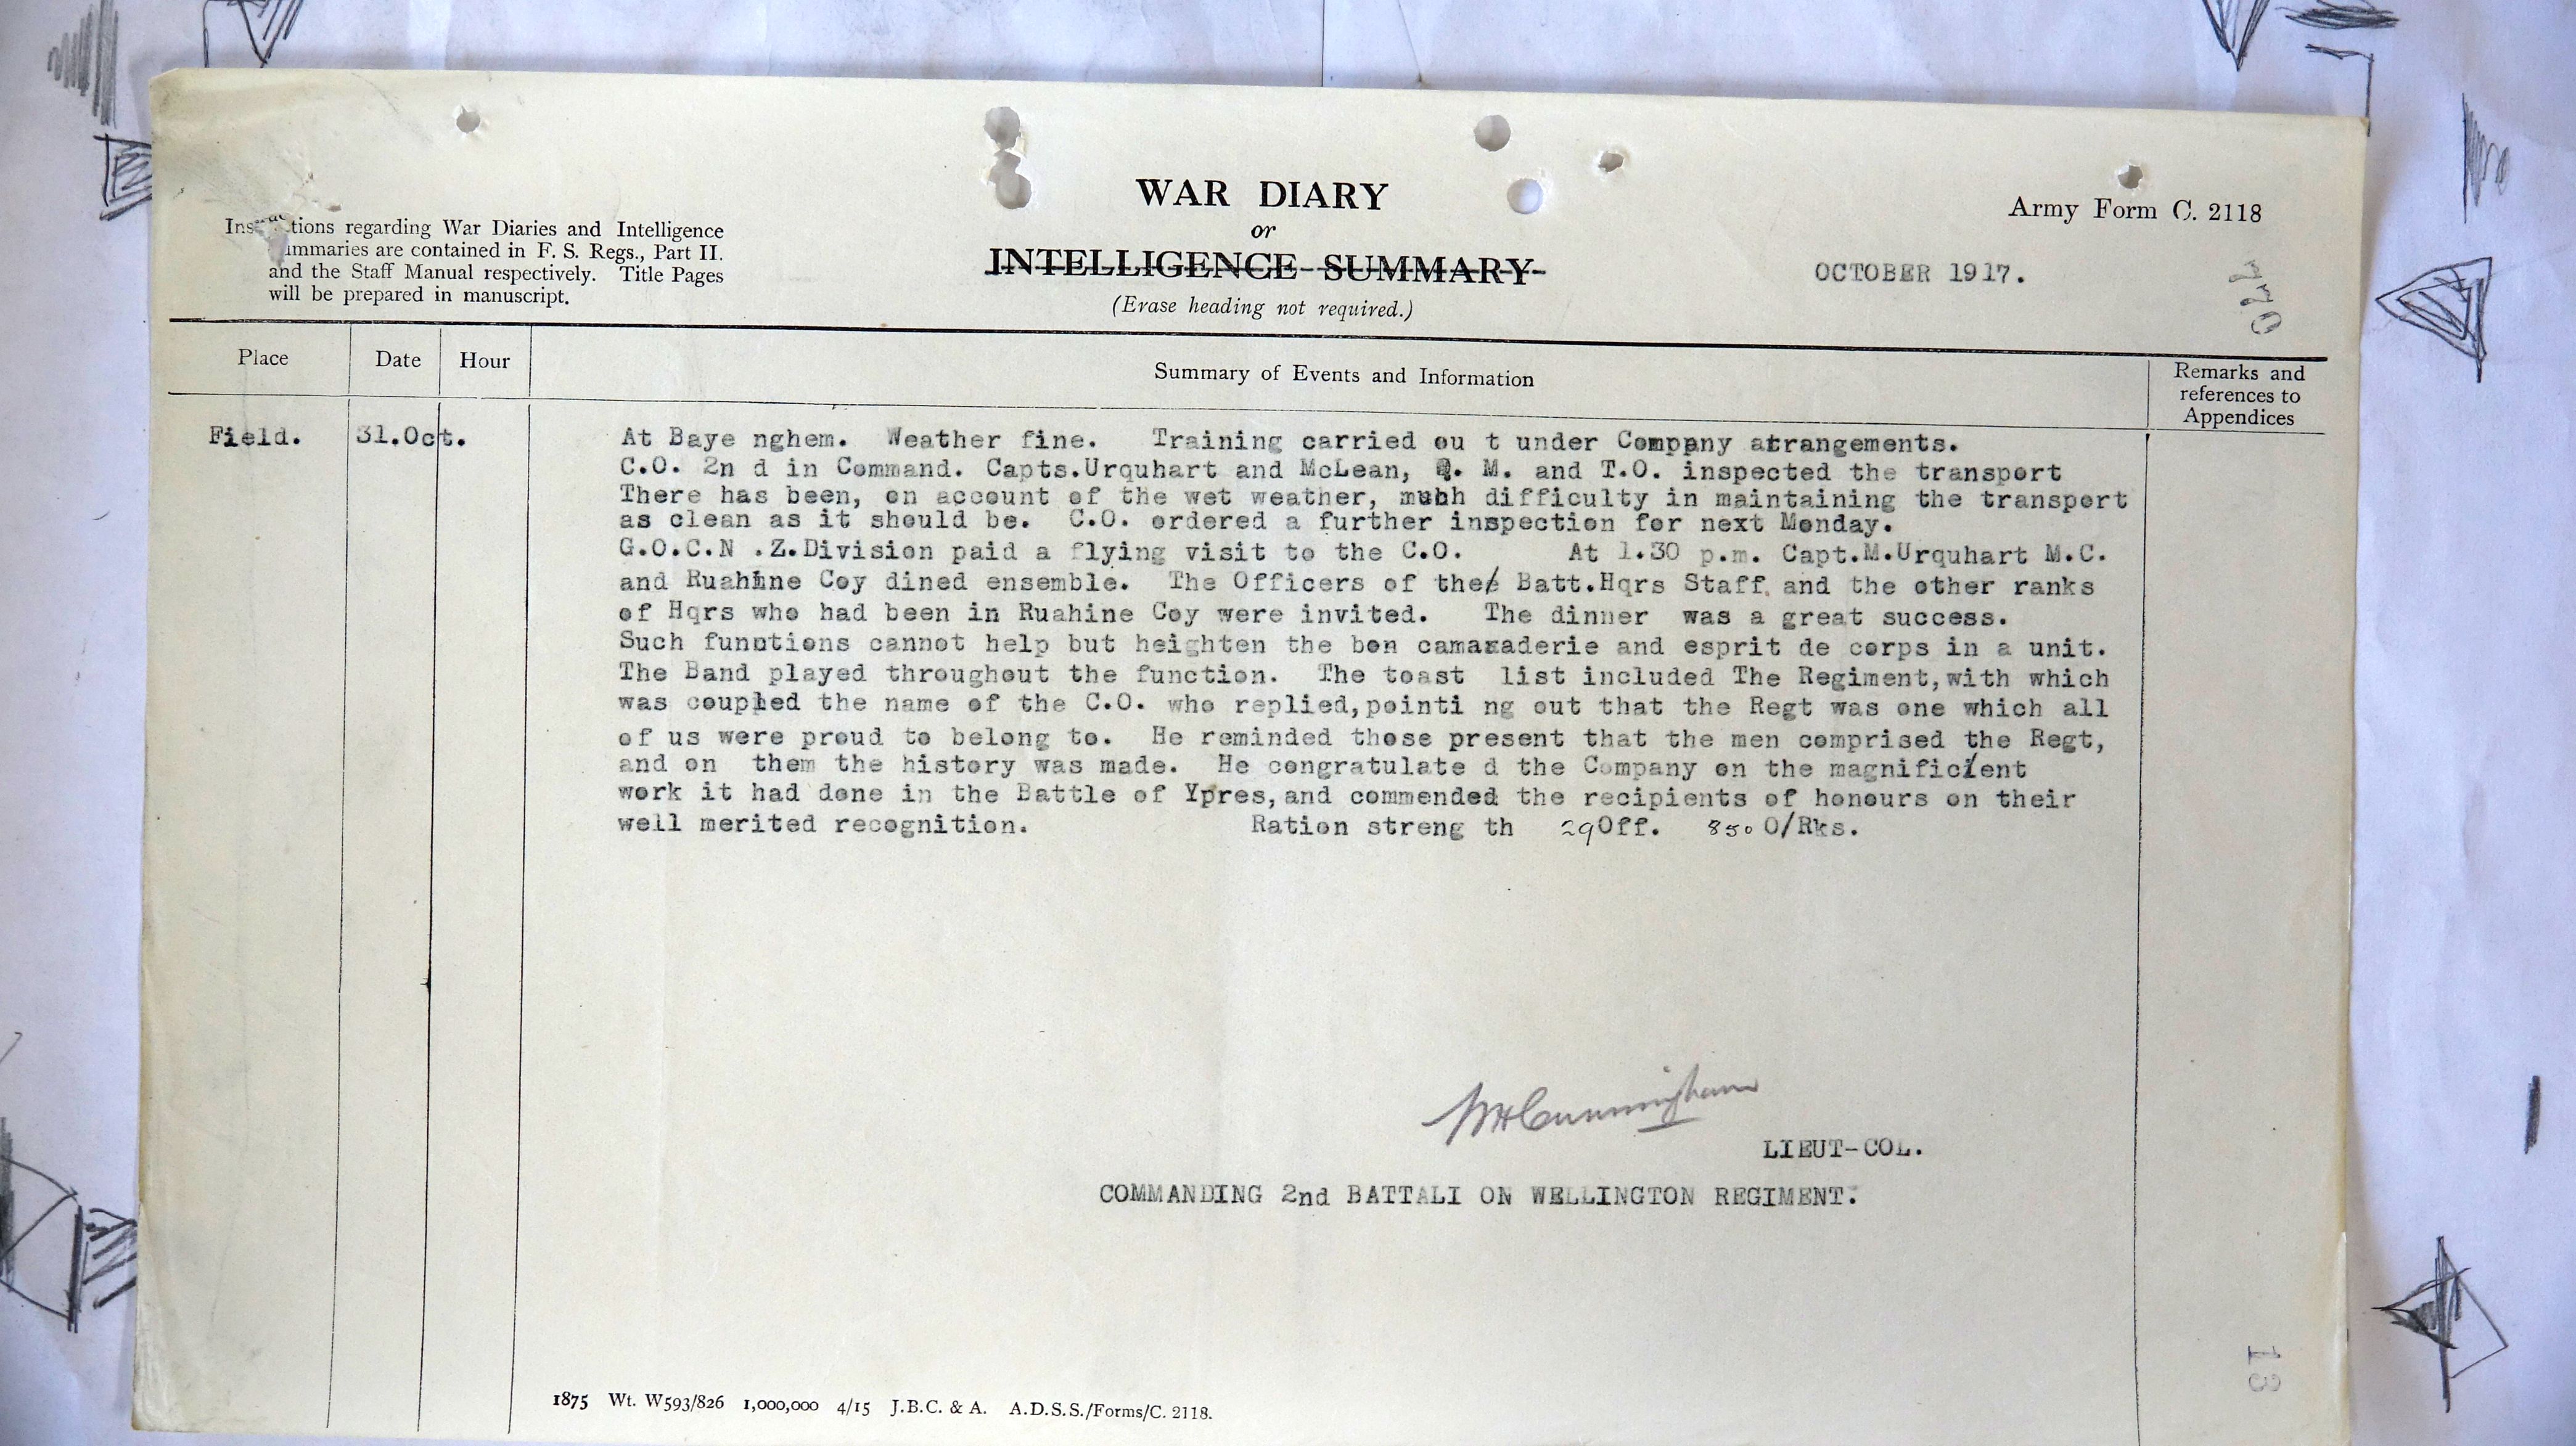 WAR DIARY
or
INTELLIGENCE SUMMARY
(Erase heading not required.)
Instructions regarding War Diaries and Intelligence
Summaries are contained in F. S. Regs., Part II.
and the Staff Manual respectively. Title Pages
will be prepared in manuscript.
Army Form C. 2118
OCTOBER 1917.
Place
Date
Hour
Summary of Events and Information
Remarks and
references to
Appendices
Field.
31.Oct.
At Baye nghem. Weather fine. Training carried ou t under Company atrangements.
C.O. 2n d in Command. Capts.Urquhart and McLean, Q. M. and T.O. inspected the transport
There has been, on account of the wet weather, muhh difficulty in maintaining the transport
as clean as it should be. C.O. ordered a further inspection for next Monday.
G.O.C.N .Z.Division paid a flying visit to the C.O. At 1.30 p.m. Capt.M.Urquhart M.C.
and Ruahine Coy dined ensemble. The Officers of the Batt.Hqrs Staff and the other ranks
of Hqrs who had been in Ruahine Coy were invited. The dinner was a great success.
Such functions cannot help but heighten the bon camaraderie and esprit de corps in a unit.
The Band played throughout the function. The toast list included The Regiment,with which
was coupled the name of the C.O. who replied,pointi ng out that the Regt was one which all
of us were proud to belong to. He reminded those present that the men comprised the Regt,
and on them the history was made. He congratulate d the Company on the magnificent
work it had done in the Battle of Ypres,and commended the recipients of honours on their
well merited recognition. Ration streng th 29Off. 850 O/Rks.
WHCunningham
LIEUT-COL.
COMMANDING 2nd BATTALI ON WELLINGTON REGIMENT.
1875 Wt. W593/826 1,000,000 4/15 J.B.C. & A. A.D.S.S./Forms/C. 2118.
13